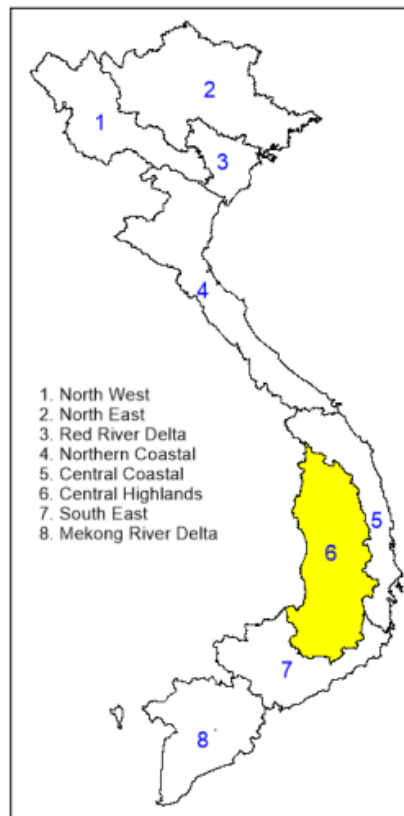 2
1
3
4
1. North West
2. North East
3. Red River Delta
4. Northern Coastal
5. Central Coastal
6. Central Highlands
7. South East
8. Mekong River Delta
5
6
7
8